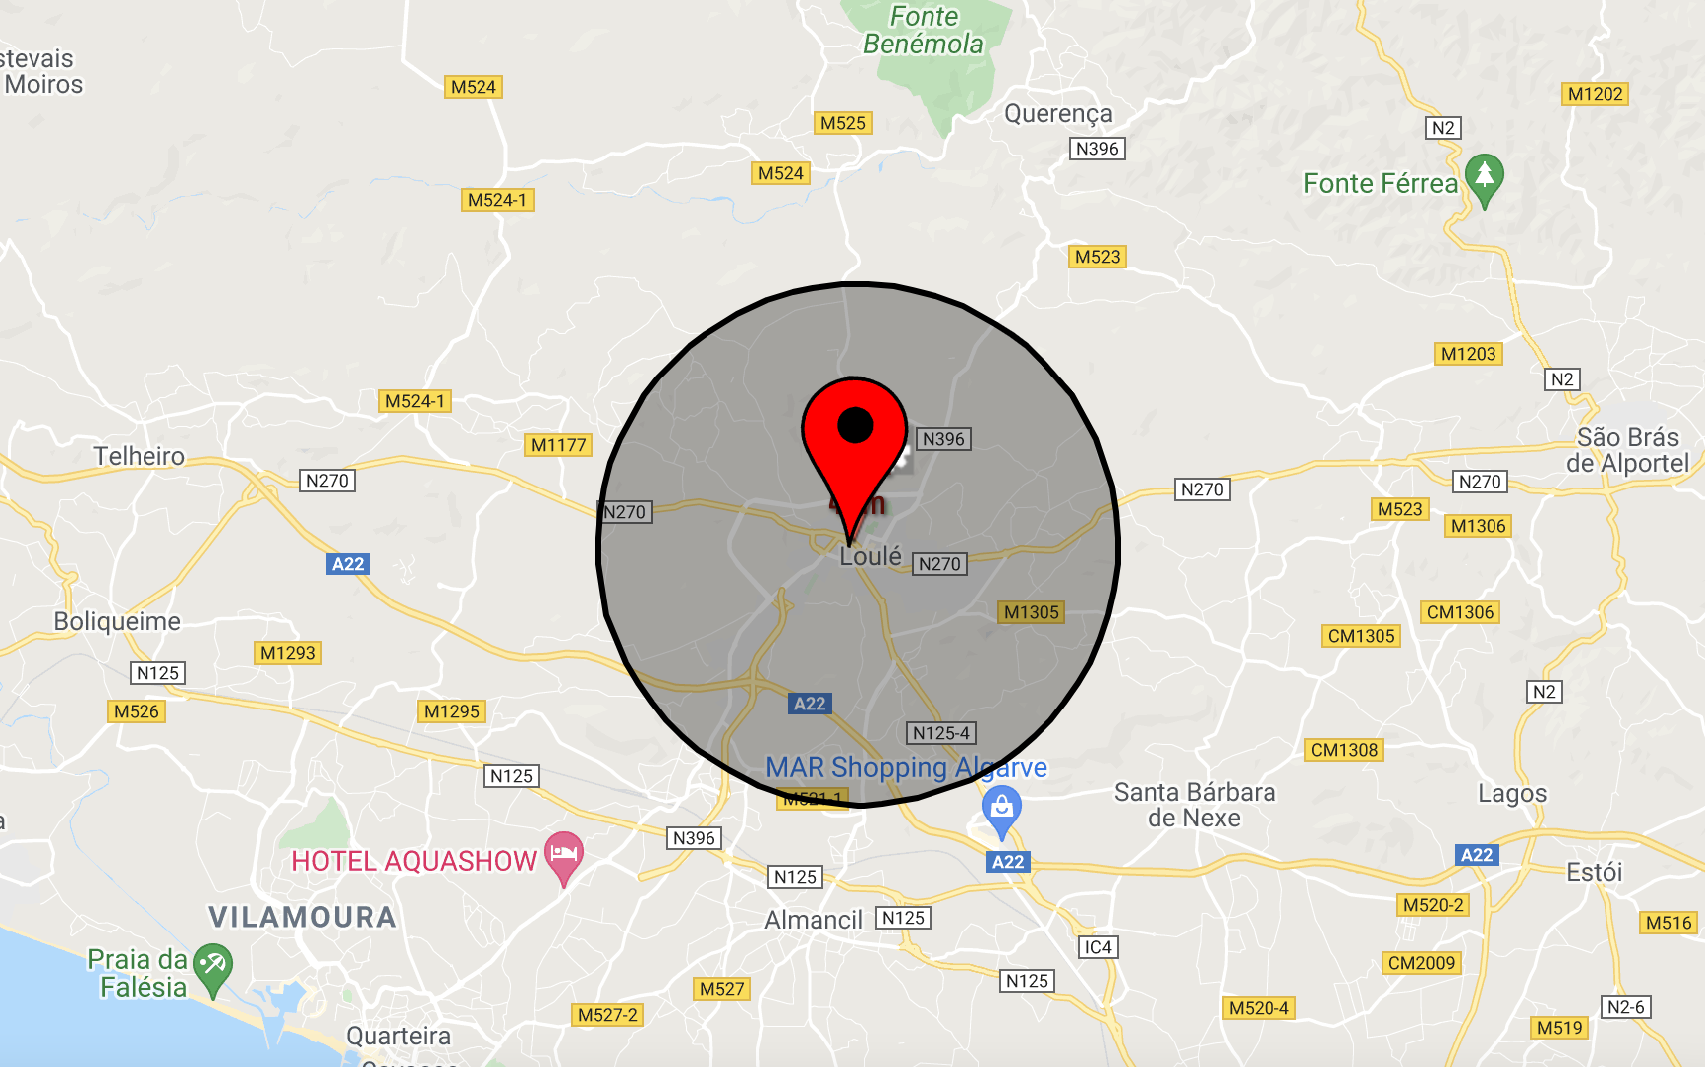 Fonte
Benémola
stevais
Moiros
M524
M1202
Querença
M525
N2
N396
M524
Fonte Férrea
M524-1
M523
M1203
N2
M524-1
M1177
N396
São Brás
de Alportel
Telheiro
N270
N270
N270
N270
M523
M1306
Loulé
N270
A22
M1305
CM1306
Boliqueime
CM1305
M1293
N125
N2
A22
M526
M1295
N125-4
CM1308
MAR Shopping Algarve
N125
Santa Bárbara
de Nexe
Lagos
M521-1
a
N396
HOTEL AQUASHOW
A22
A22
N125
Estói
VILAMOURA
Almancil
N125
M520-2
M516
IC4
Praia da
Falésia
CM2009
N125
M527
M520-4
N2-6
M527-2
M519
Quarteira